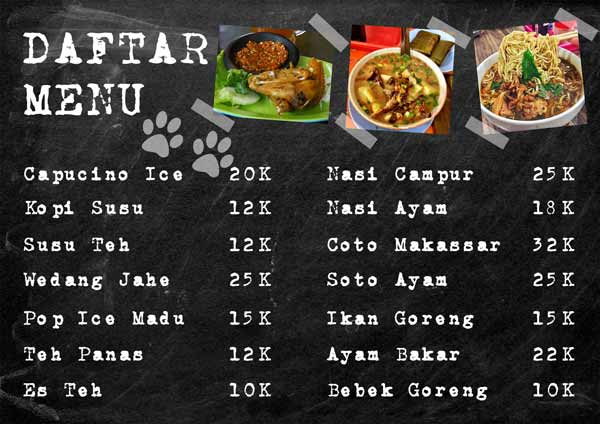 DAFTAR
MENU
Capucino Ice 20K
Kopi Susu 12K
Susu Teh 12K
Wedang Jahe 25K
Pop Ice Madu 15K
Teh Panas 12K
Es Teh 10K
Nasi Campur 25K
Nasi Ayam 18K
Coto Makassar 32K
Soto Ayam 25K
Ikan Goreng 15K
Ayam Bakar 22K
Bebek Goreng 10K